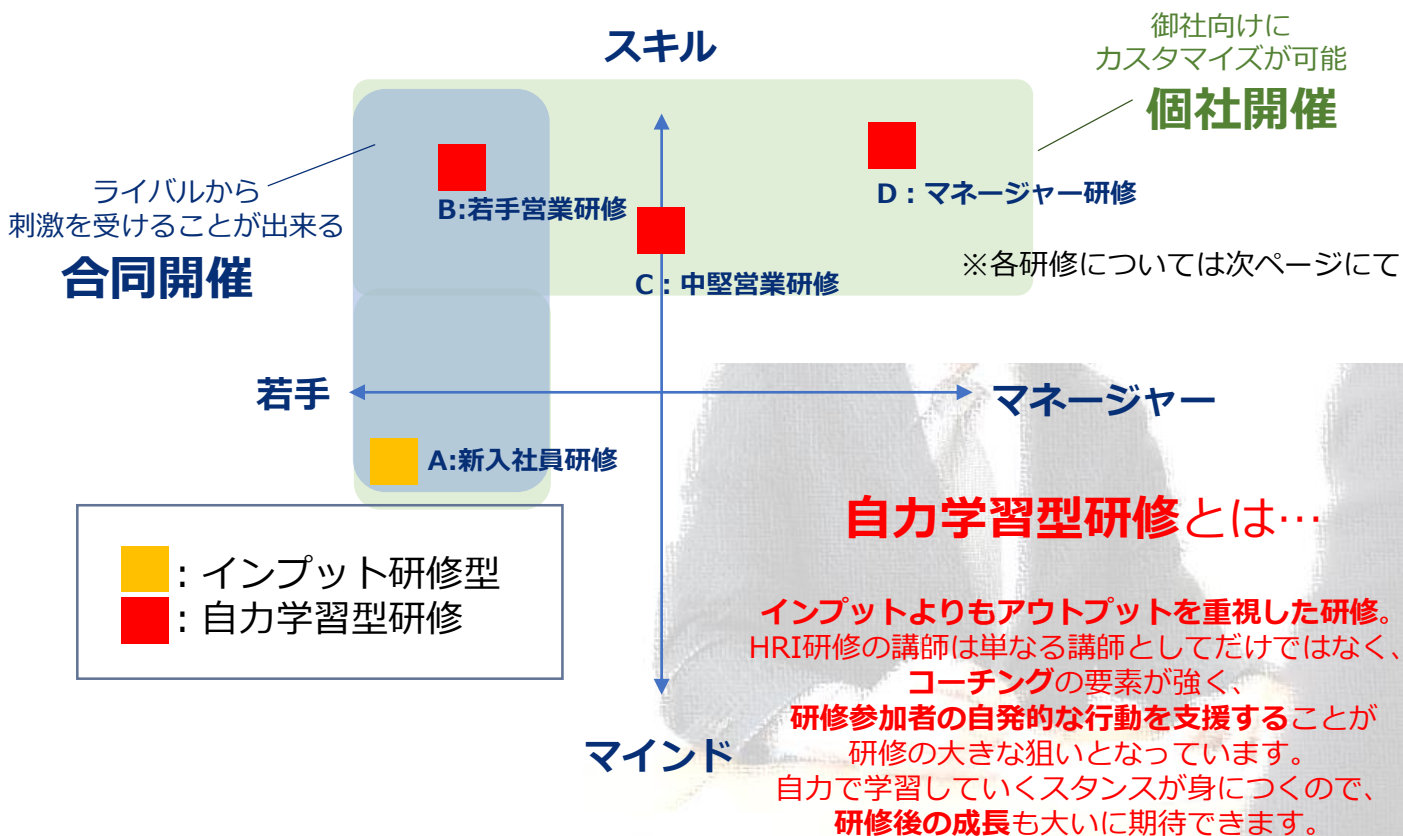 スキル
御社向けに
カスタマイズが可能
個社開催
ライバルから
刺激を受けることが出来る
合同開催
B:若手営業研修
D：マネージャー研修
C：中堅営業研修
※各研修については次ページにて
若手
マネージャー
A:新入社員研修
：インプット研修型
：自力学習型研修
マインド
自力学習型研修とは…
インプットよりもアウトプットを重視した研修。
HRI研修の講師は単なる講師としてだけではなく、
コーチングの要素が強く、
研修参加者の自発的な行動を支援することが
研修の大きな狙いとなっています。
自力で学習していくスタンスが身につくので、
研修後の成長も大いに期待できます。